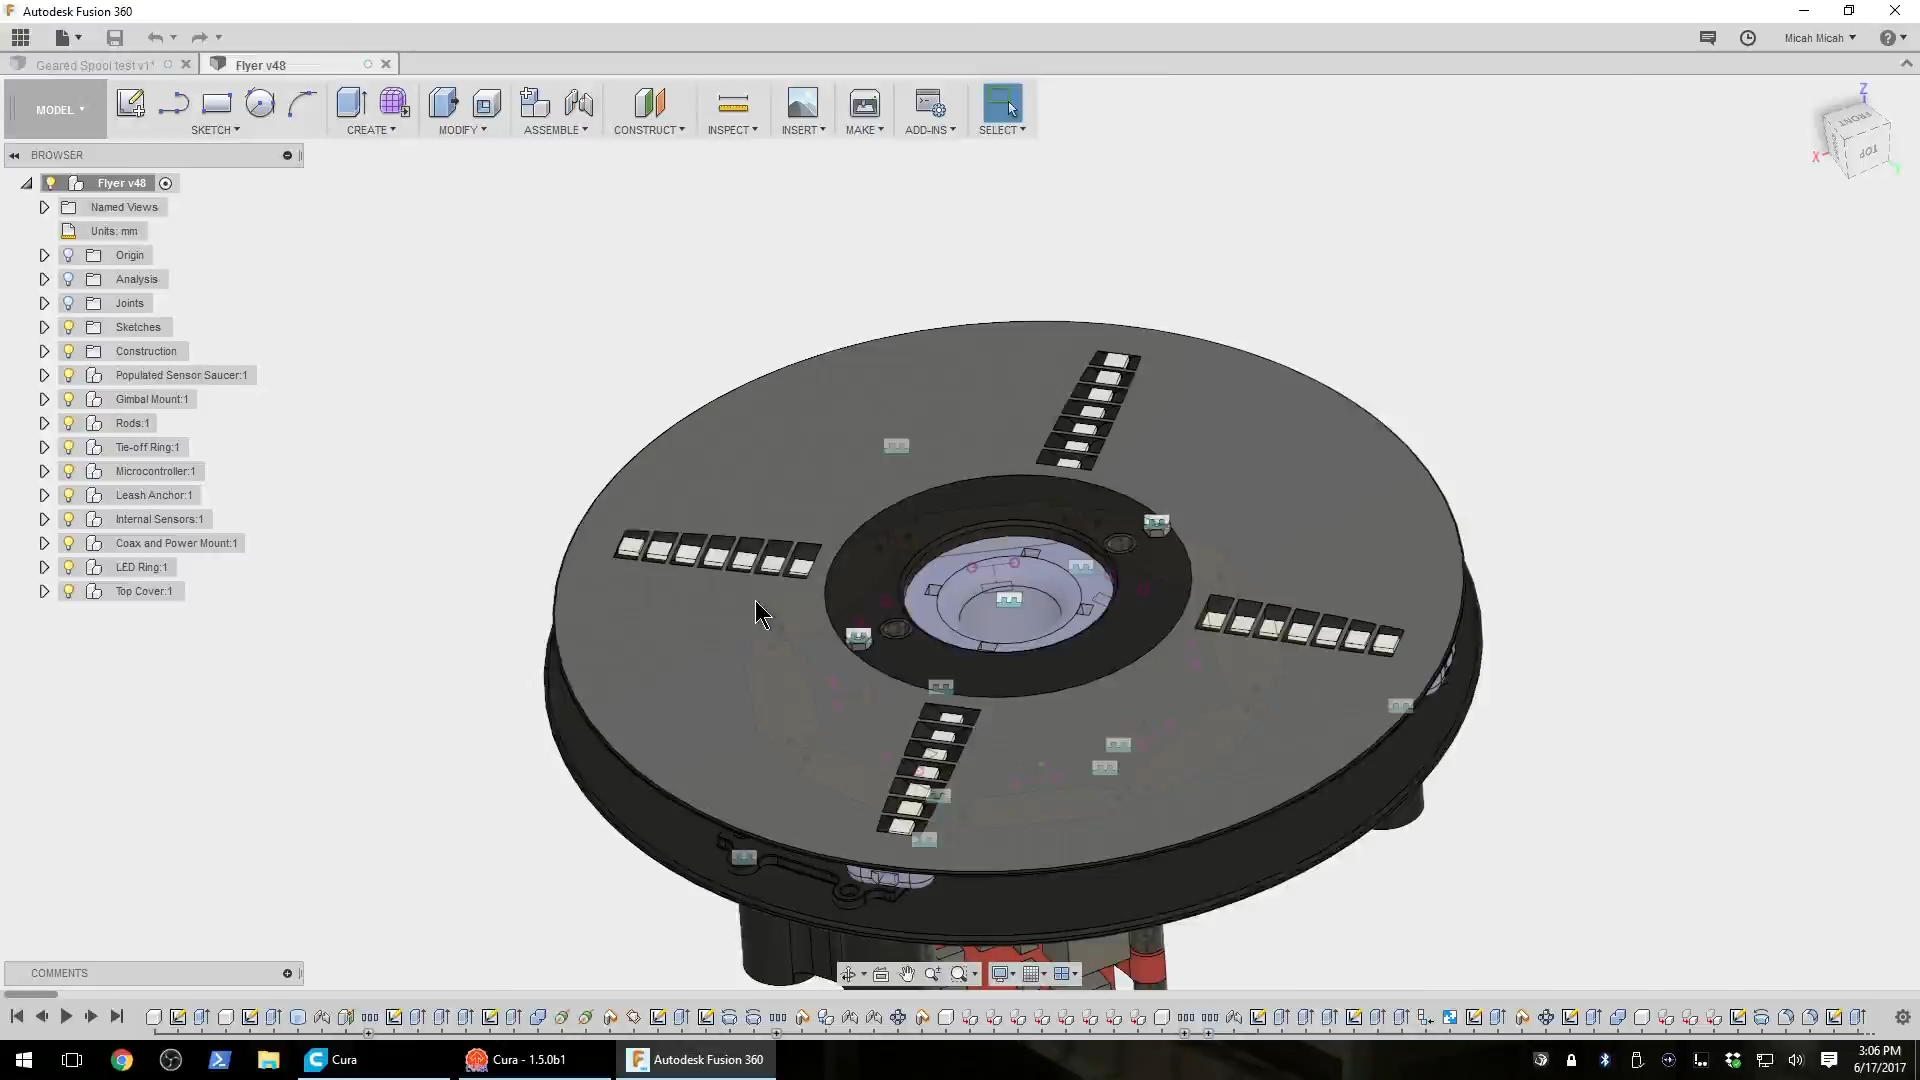 Autodesk Fusion 360
Micah Micah
Geared Spool test v1*
Flyer v48
MODEL
SKETCH
CREATE
MODIFY
ASSEMBLE
CONSTRUCT
INSPECT
INSERT
MAKE
ADD-INS
SELECT
Z
FRONT
TOP
X
BROWSER
Flyer v48
Named Views
Units: mm
Origin
Analysis
Joints
Sketches
Construction
Populated Sensor Saucer:1
Gimbal Mount:1
Rods:1
Tie-off Ring:1
Microcontroller:1
Leash Anchor:1
Internal Sensors:1
Coax and Power Mount:1
LED Ring:1
Top Cover:1
COMMENTS
Cura
Cura - 1.5.0b1
Autodesk Fusion 360
3:06 PM
6/17/2017